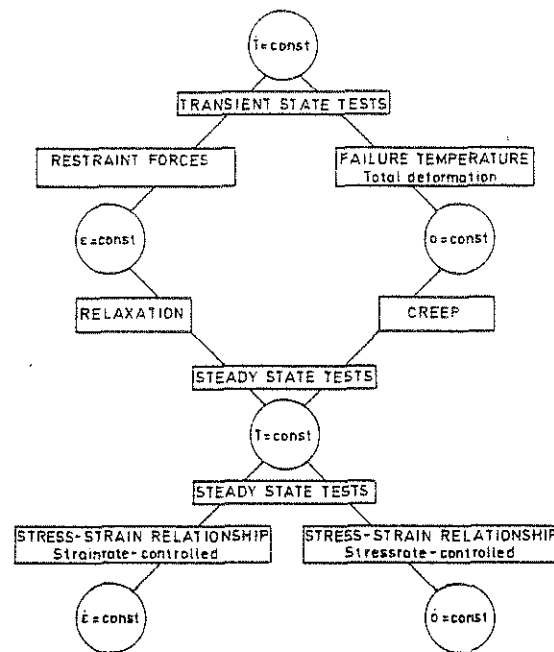 Ṫ=const
TRANSIENT STATE TESTS
RESTRAINT FORCES
FAILURE TEMPERATURE
Total deformation
ε=const
σ=const
RELAXATION
CREEP
STEADY STATE TESTS
T=const
STEADY STATE TESTS
STRESS-STRAIN RELATIONSHIP
Strainrate-controlled
STRESS-STRAIN RELATIONSHIP
Stressrate-controlled
ε̇=const
σ̇=const